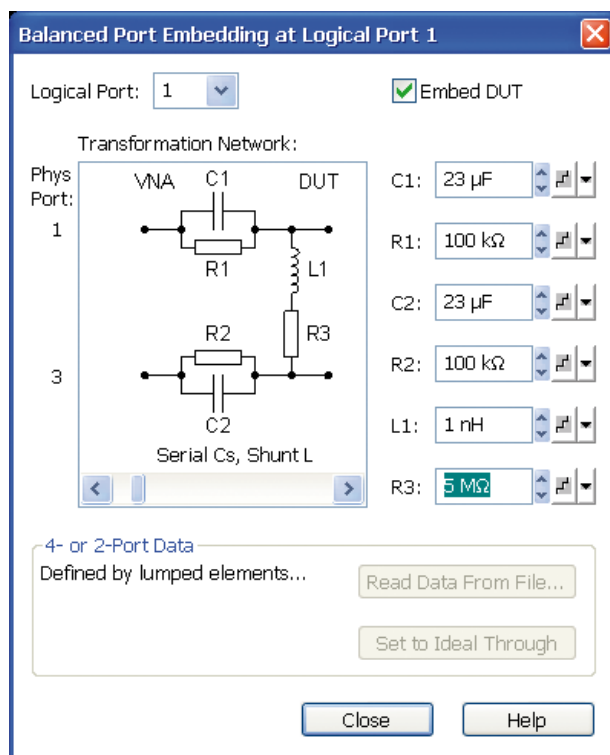 Balanced Port Embedding at Logical Port 1
Logical Port: 1
Embed DUT
Transformation Network:
Phys
Port:
1
3
VNA C1 DUT
R1
L1
R2
R3
C2
Serial Cs, Shunt L
C1: 23 µF
R1: 100 kΩ
C2: 23 µF
R2: 100 kΩ
L1: 1 nH
R3: 5 MΩ
4- or 2-Port Data
Defined by lumped elements...
Read Data From File...
Set to Ideal Through
Close
Help